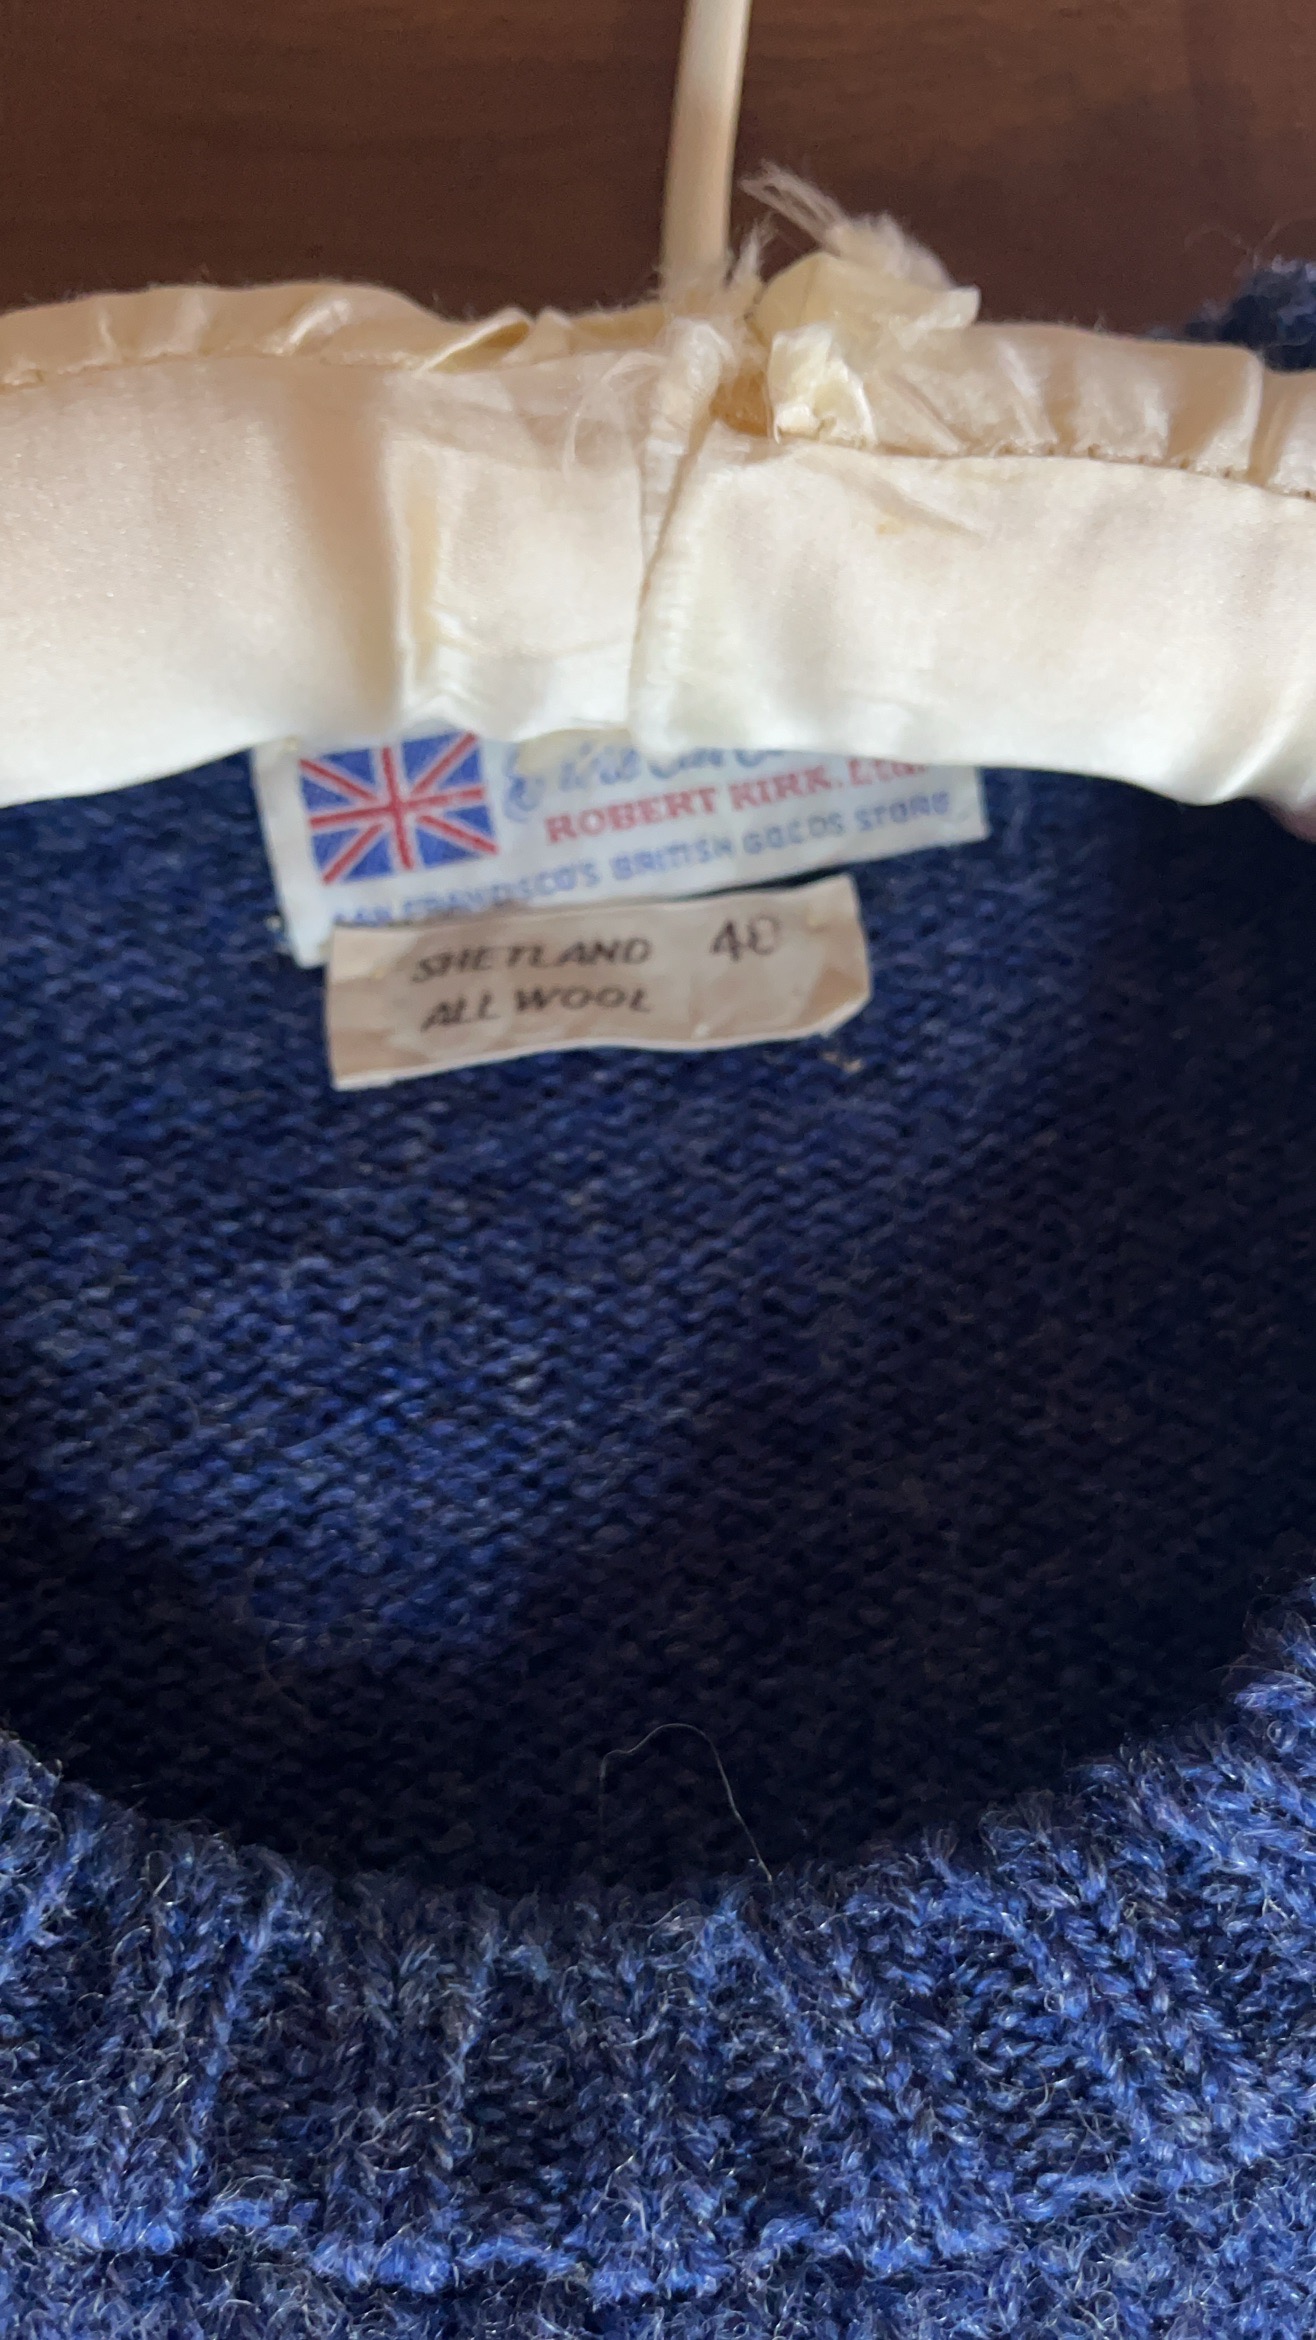 ROBERT KIRK. Ltd.
SAN FRANCISCO'S BRITISH GOODS STORE
SHETLAND 40
ALL WOOL